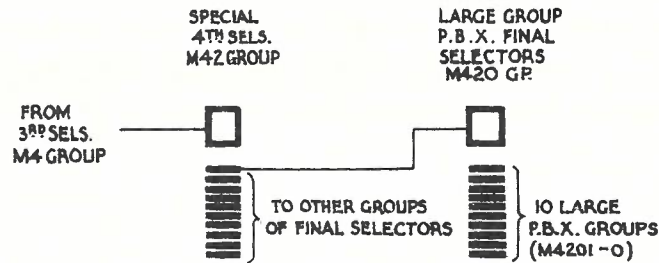 SPECIAL
4TH SELS.
M42 GROUP
LARGE GROUP
P.B.X. FINAL
SELECTORS
M420 GP.
FROM
3RD SELS.
M4 GROUP
TO OTHER GROUPS
OF FINAL SELECTORS
10 LARGE
P.B.X. GROUPS
(M4201-0)